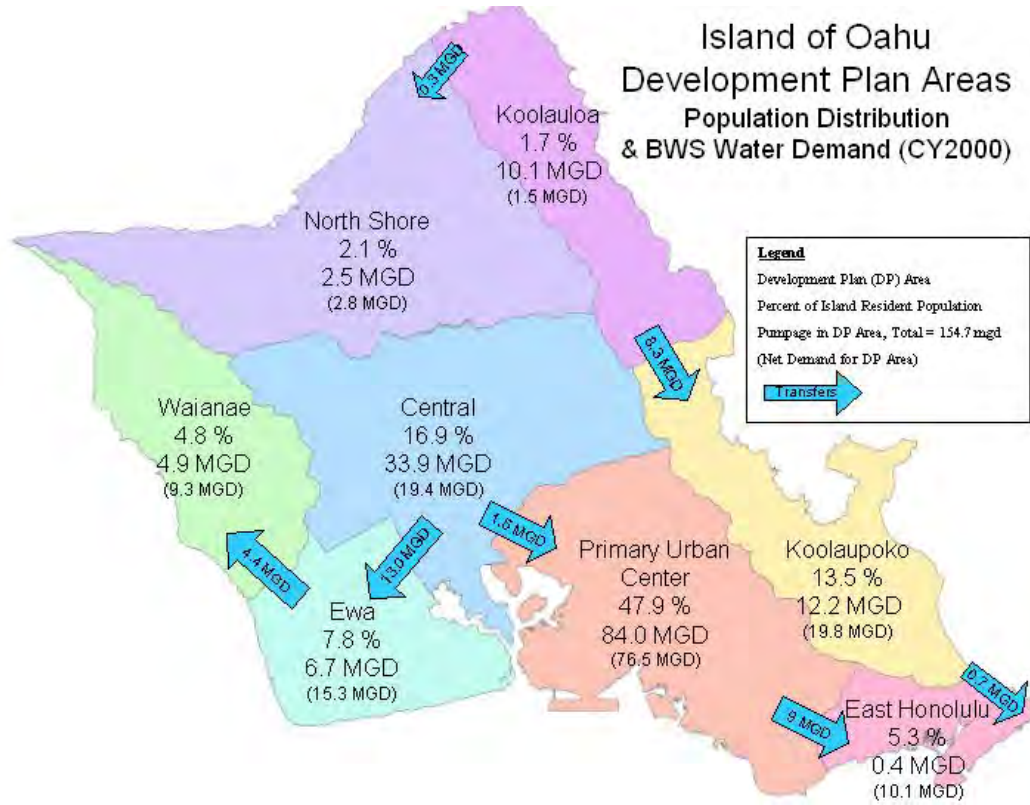 Island of Oahu
Development Plan Areas
Population Distribution
& BWS Water Demand (CY2000)
0.3 MGD
Koolauloa
1.7 %
10.1 MGD
(1.5 MGD)
North Shore
2.1 %
2.5 MGD
(2.8 MGD)
Legend
Development Plan (DP) Area
Percent of Island Resident Population
Pumpage in DP Area, Total = 154.7 mgd
(Net Demand for DP Area)
Transfers
8.3 MGD
Waianae
4.8 %
4.9 MGD
(9.3 MGD)
Central
16.9 %
33.9 MGD
(19.4 MGD)
4.4 MGD
13.0 MGD
1.5 MGD
Ewa
7.8 %
6.7 MGD
(15.3 MGD)
Primary Urban
Center
47.9 %
84.0 MGD
(76.5 MGD)
Koolaupoko
13.5 %
12.2 MGD
(19.8 MGD)
9 MGD
0.7 MGD
East Honolulu
5.3 %
0.4 MGD
(10.1 MGD)